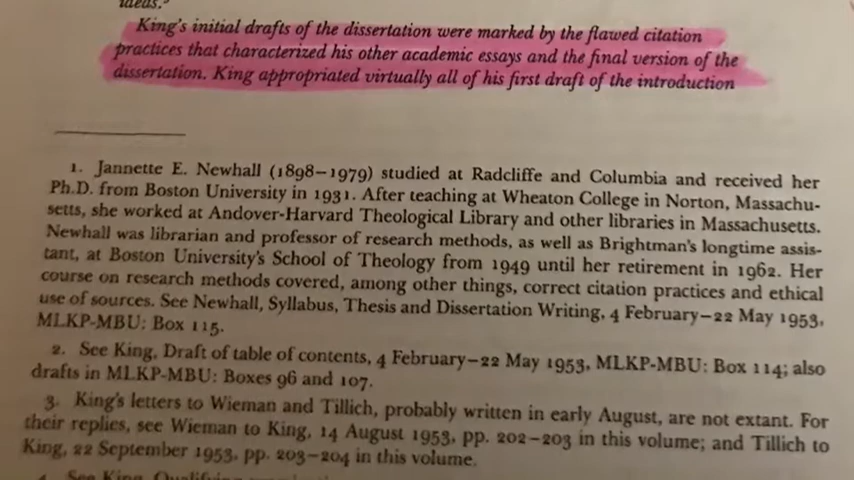 ideas.⁵
King's initial drafts of the dissertation were marked by the flawed citation
practices that characterized his other academic essays and the final version of the
dissertation. King appropriated virtually all of his first draft of the introduction
1. Jannette E. Newhall (1898–1979) studied at Radcliffe and Columbia and received her
Ph.D. from Boston University in 1931. After teaching at Wheaton College in Norton, Massachu-
setts, she worked at Andover-Harvard Theological Library and other libraries in Massachusetts.
Newhall was librarian and professor of research methods, as well as Brightman's longtime assis-
tant, at Boston University's School of Theology from 1949 until her retirement in 1962. Her
course on research methods covered, among other things, correct citation practices and ethical
use of sources. See Newhall, Syllabus, Thesis and Dissertation Writing, 4 February–22 May 1953,
MLKP-MBU: Box 115.
2. See King, Draft of table of contents, 4 February–22 May 1953, MLKP-MBU: Box 114; also
drafts in MLKP-MBU: Boxes 96 and 107.
3. King's letters to Wieman and Tillich, probably written in early August, are not extant. For
their replies, see Wieman to King, 14 August 1953, pp. 202–203 in this volume; and Tillich to
King, 22 September 1953, pp. 203–204 in this volume.
4. See King, Qualifying